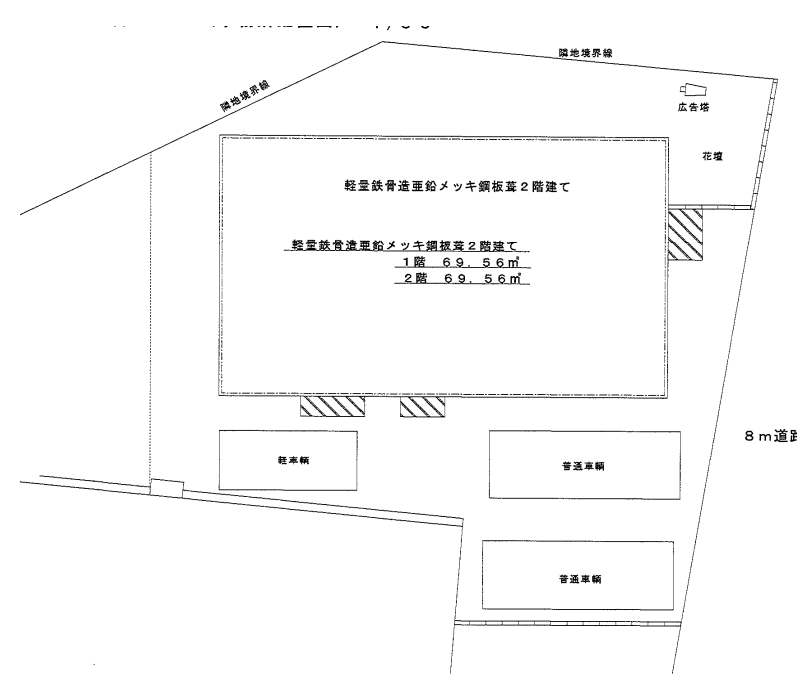 隣地境界線
隣地境界線
広告塔
花壇
軽量鉄骨造亜鉛メッキ鋼板葺２階建て
軽量鉄骨造亜鉛メッキ鋼板葺２階建て
１階　６９．５６㎡
２階　６９．５６㎡
８ｍ道路
軽車輌
普通車輌
普通車輌